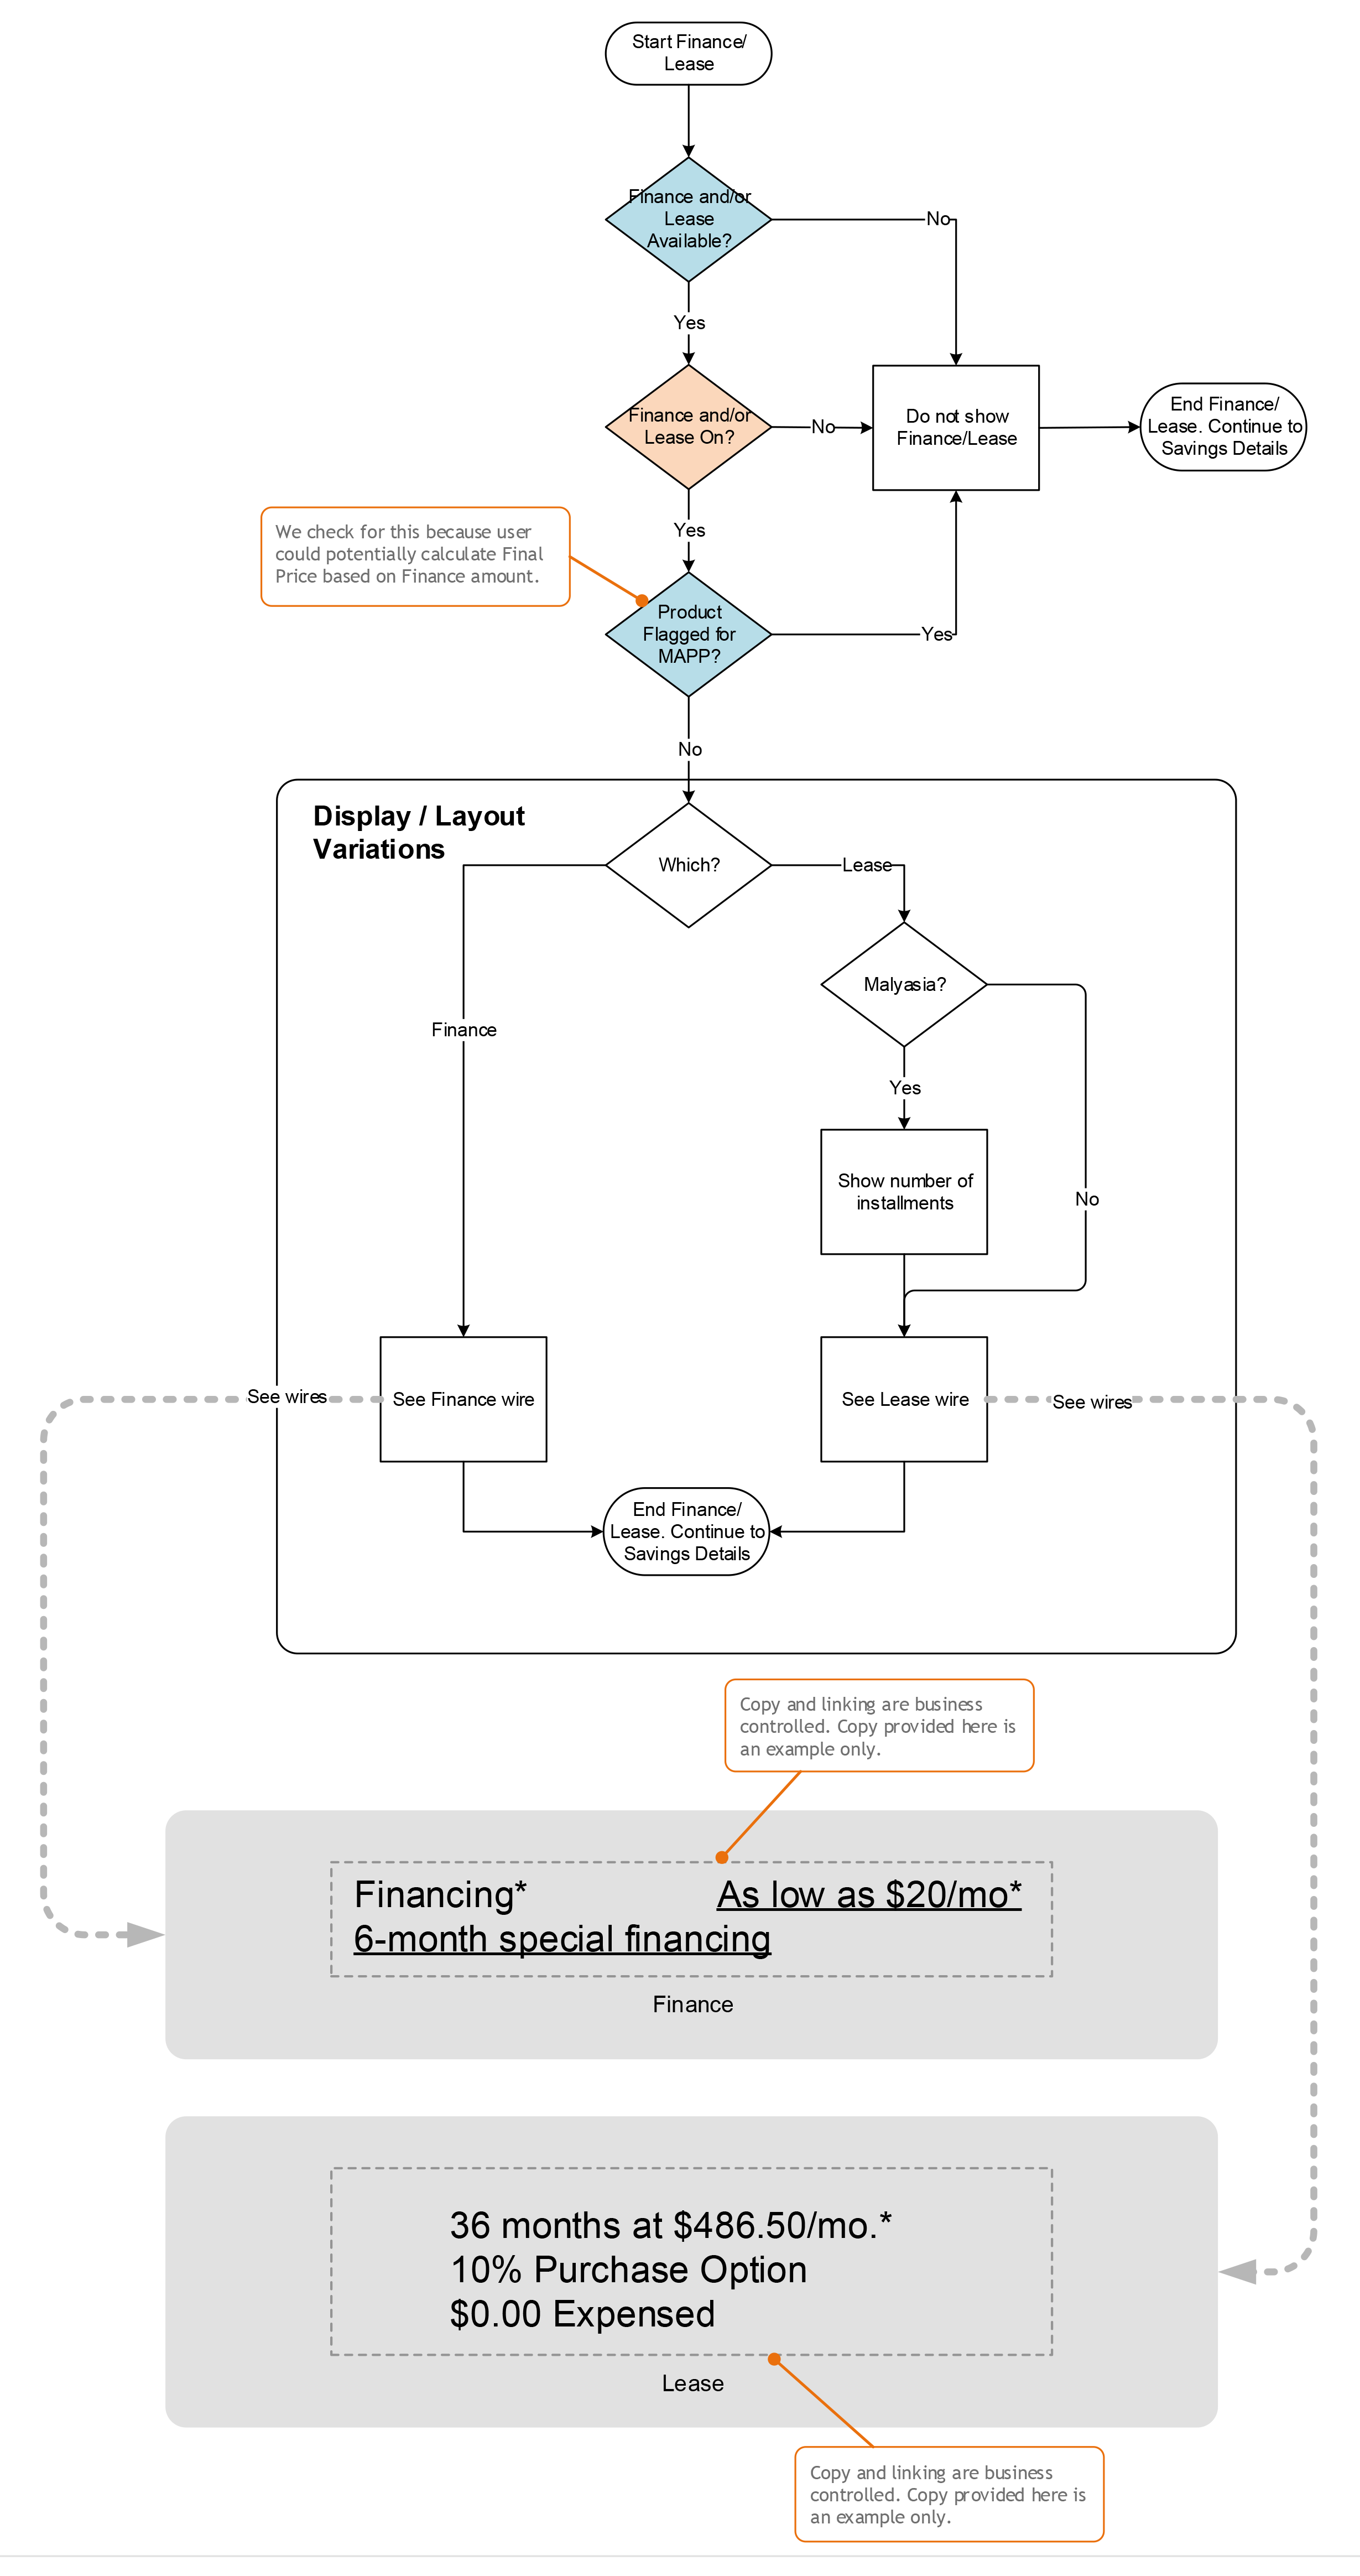 Start Finance/
Lease
Finance and/or
Lease
Available?
No
Yes
Finance and/or
Lease On?
No
Do not show
Finance/Lease
End Finance/
Lease. Continue to
Savings Details
Yes
We check for this because user
could potentially calculate Final
Price based on Finance amount.
Product
Flagged for
MAPP?
Yes
No
Display / Layout
Variations
Which?
Lease
Malyasia?
Finance
Yes
Show number of
installments
No
See wires
See Finance wire
See Lease wire
See wires
End Finance/
Lease. Continue to
Savings Details
Copy and linking are business
controlled. Copy provided here is
an example only.
Financing* As low as $20/mo*
6-month special financing
Finance
36 months at $486.50/mo.*
10% Purchase Option
$0.00 Expensed
Lease
Copy and linking are business
controlled. Copy provided here is
an example only.